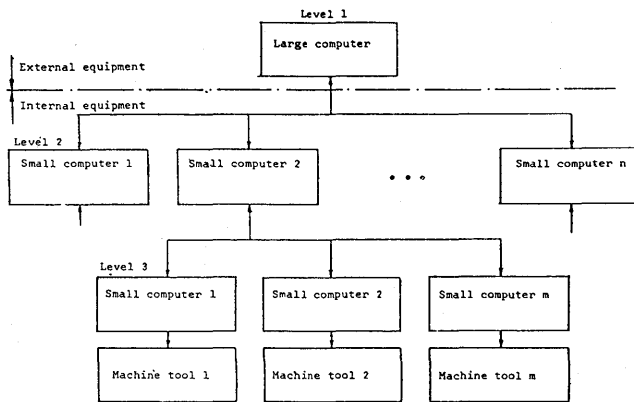 Level 1
Large computer
External equipment
Internal equipment
Level 2
Small computer 1
Small computer 2
Small computer n
Level 3
Small computer 1
Small computer 2
Small computer m
Machine tool 1
Machine tool 2
Machine tool m